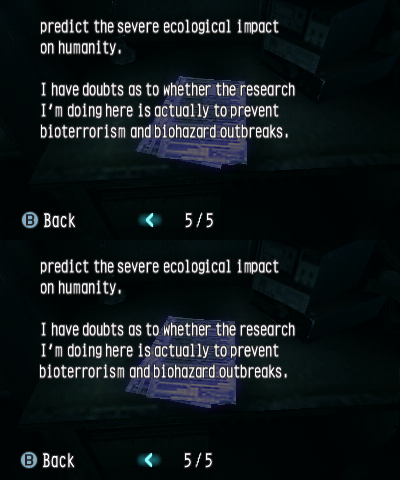 predict the severe ecological impact
on humanity.
I have doubts as to whether the research
I'm doing here is actually to prevent
bioterrorism and biohazard outbreaks.
B Back
5/5
predict the severe ecological impact
on humanity.
I have doubts as to whether the research
I'm doing here is actually to prevent
bioterrorism and biohazard outbreaks.
B Back
5/5